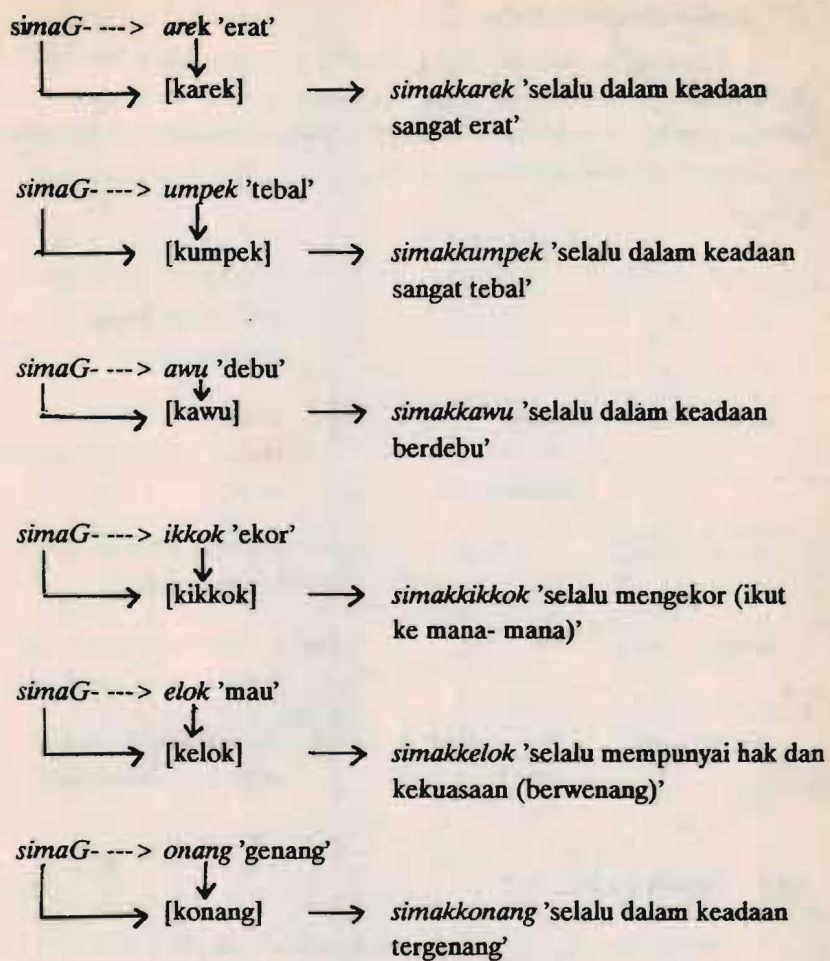 simaG- ---> arek 'erat'
[karek] → simakkarek 'selalu dalam keadaan
sangat erat'
simaG- ---> umpek 'tebal'
[kumpek] → simakkumpek 'selalu dalam keadaan
sangat tebal'
simaG- ---> awu 'debu'
[kawu] → simakkawu 'selalu dalam keadaan
berdebu'
simaG- ---> ikkok 'ekor'
[kikkok] → simakkikkok 'selalu mengekor (ikut
ke mana- mana)'
simaG- ---> elok 'mau'
[kelok] → simakkelok 'selalu mempunyai hak dan
kekuasaan (berwenang)'
simaG- ---> onang 'genang'
[konang] → simakkonang 'selalu dalam keadaan
tergenang'